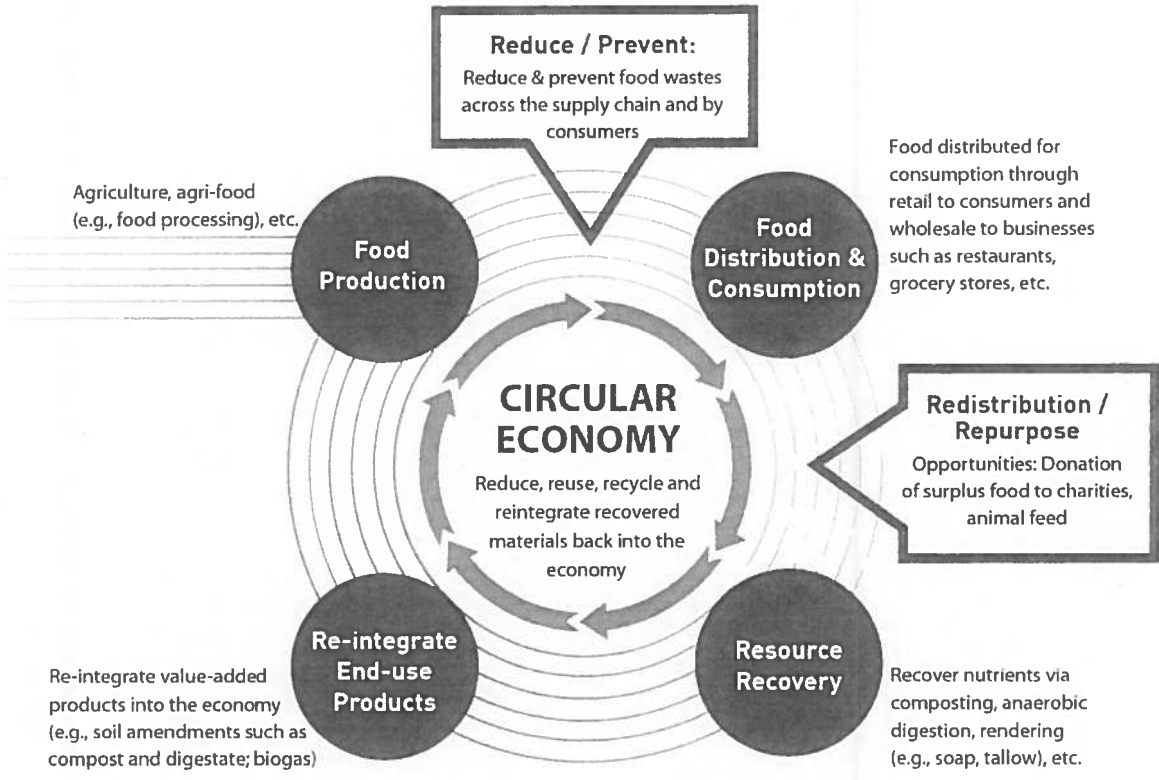 Reduce / Prevent:
Reduce & prevent food wastes
across the supply chain and by
consumers
Agriculture, agri-food
(e.g., food processing), etc.
Food
Production
Food
Distribution &
Consumption
Food distributed for
consumption through
retail to consumers and
wholesale to businesses
such as restaurants,
grocery stores, etc.
CIRCULAR
ECONOMY
Reduce, reuse, recycle and
reintegrate recovered
materials back into the
economy
Redistribution /
Repurpose
Opportunities: Donation
of surplus food to charities,
animal feed
Resource
Recovery
Recover nutrients via
composting, anaerobic
digestion, rendering
(e.g., soap, tallow), etc.
Re-integrate
End-use
Products
Re-integrate value-added
products into the economy
(e.g., soil amendments such as
compost and digestate; biogas)